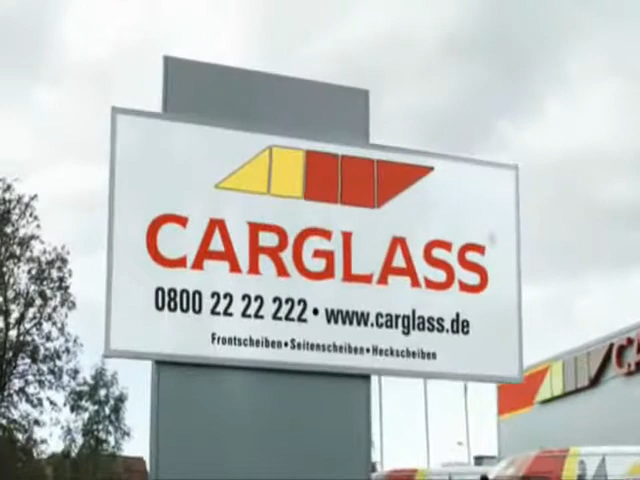 CARGLASS
0800 22 22 222 • www.carglass.de
Frontscheiben • Seitenscheiben • Heckscheiben